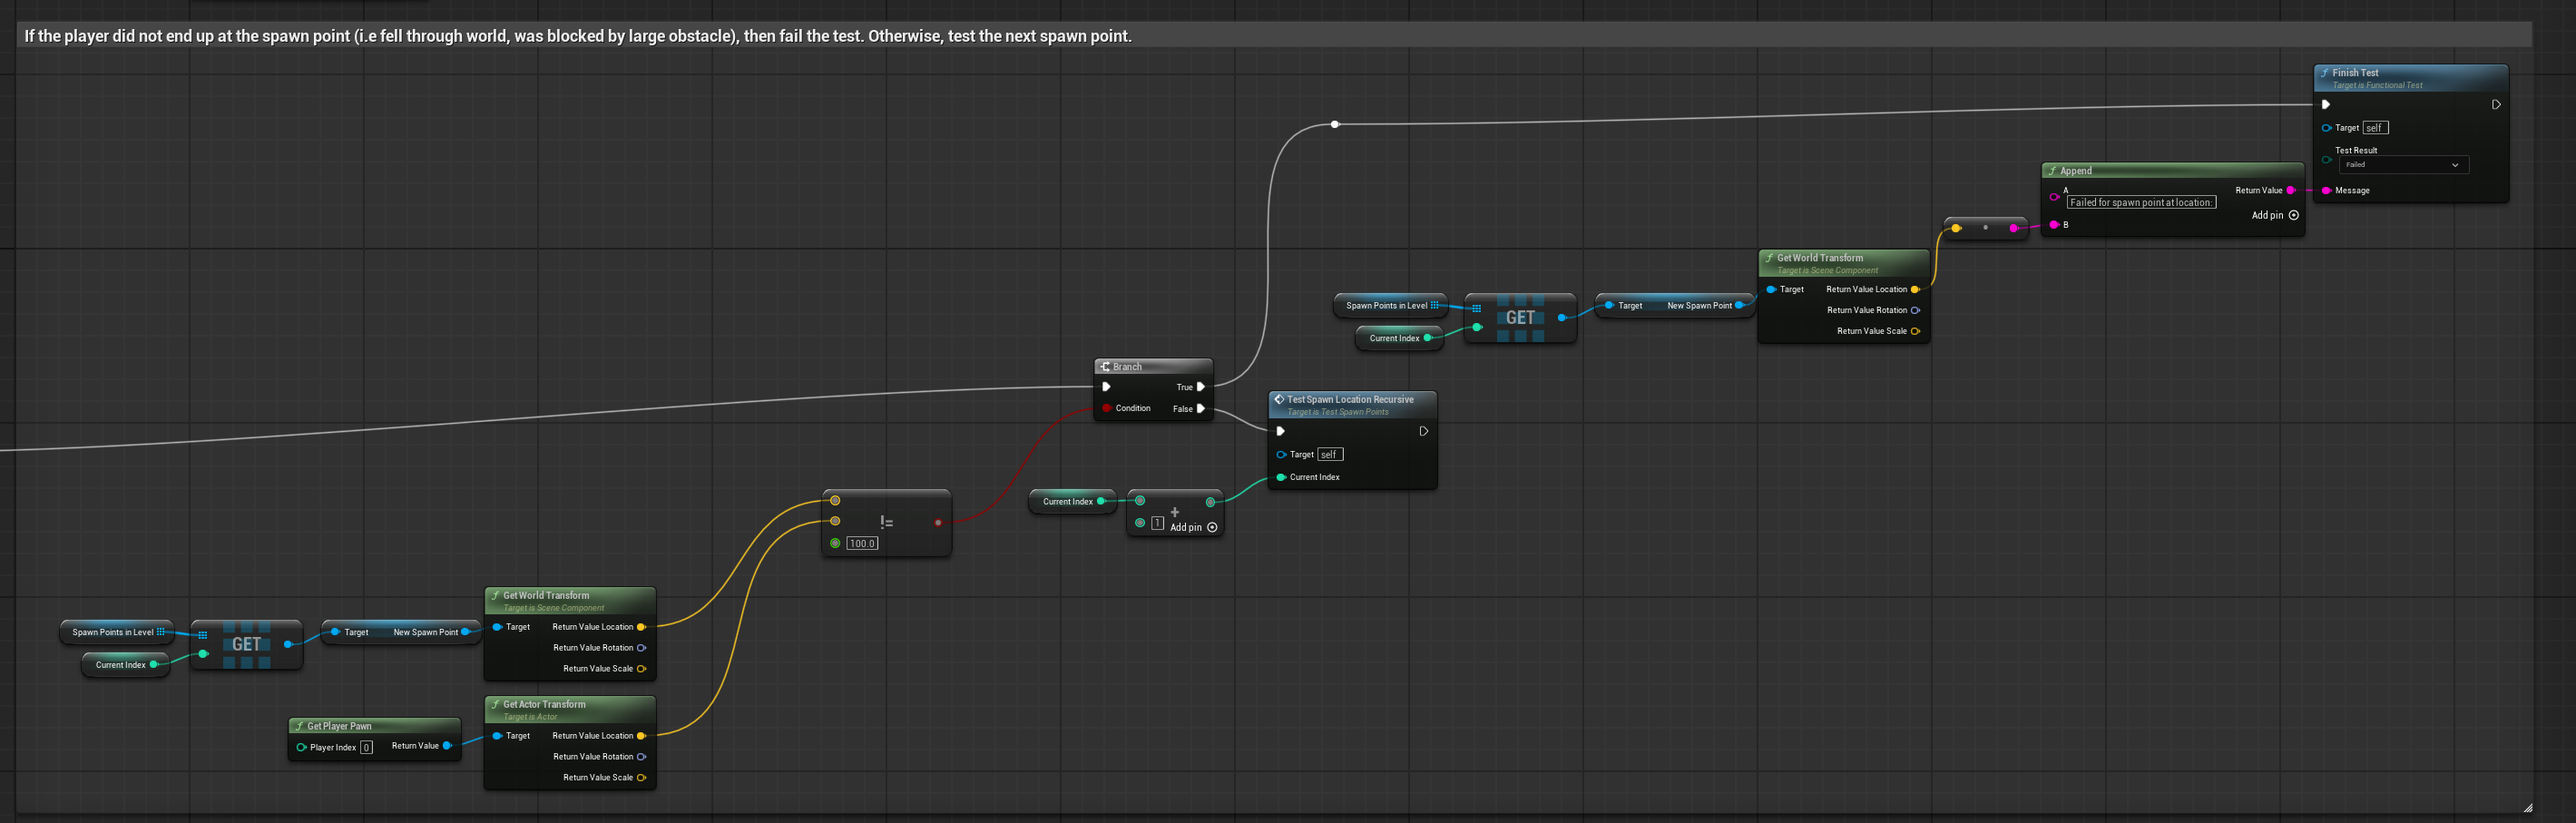 If the player did not end up at the spawn point (i.e fell through world, was blocked by large obstacle), then fail the test. Otherwise, test the next spawn point.
Finish Test
Target is Functional Test
Target self
Test Result
Failed
Message
Append
A
Failed for spawn point at location:
Return Value
Add pin
B
Get World Transform
Target is Scene Component
Target Return Value Location
Return Value Rotation
Return Value Scale
Spawn Points in Level
GET
Target New Spawn Point
Current Index
Branch
True
Condition False
Test Spawn Location Recursive
Target is Test Spawn Points
Target self
Current Index
Current Index
+
1 Add pin
!=
100.0
Get World Transform
Target is Scene Component
Target Return Value Location
Return Value Rotation
Return Value Scale
Spawn Points in Level
GET
Target New Spawn Point
Current Index
Get Actor Transform
Target is Actor
Target Return Value Location
Return Value Rotation
Return Value Scale
Get Player Pawn
Player Index 0 Return Value